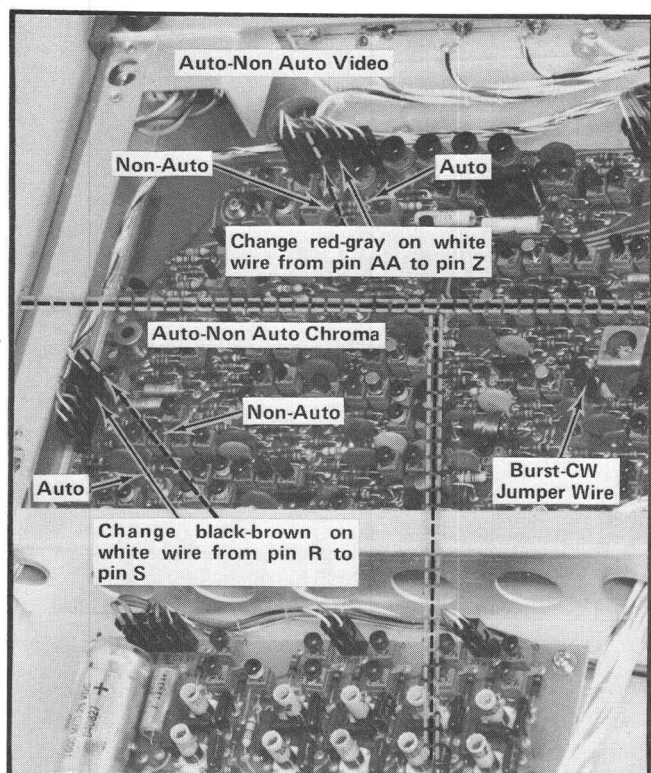 Auto-Non Auto Video
Non-Auto
Auto
Change red-gray on white
wire from pin AA to pin Z
Auto-Non Auto Chroma
Non-Auto
Auto
Burst-CW
Jumper Wire
Change black-brown on
white wire from pin R to
pin S